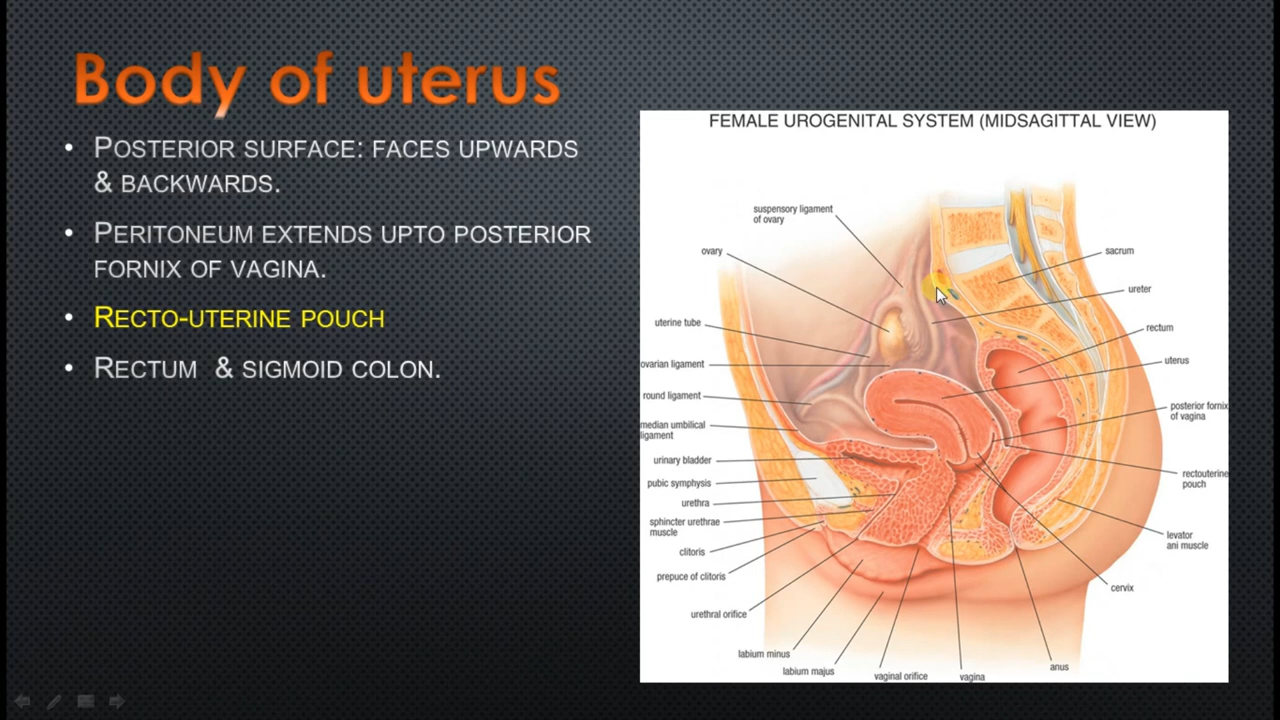 Body of uterus
• POSTERIOR SURFACE: FACES UPWARDS
& BACKWARDS.
• PERITONEUM EXTENDS UPTO POSTERIOR
FORNIX OF VAGINA.
• RECTO-UTERINE POUCH
• RECTUM & SIGMOID COLON.
FEMALE UROGENITAL SYSTEM (MIDSAGITTAL VIEW)
suspensory ligament
of ovary
ovary
uterine tube
ovarian ligament
round ligament
median umbilical
ligament
urinary bladder
pubic symphysis
urethra
sphincter urethrae
muscle
clitoris
prepuce of clitoris
urethral orifice
labium minus
labium majus
vaginal orifice
vagina
anus
cervix
levator
ani muscle
rectouterine
pouch
posterior fornix
of vagina
uterus
rectum
ureter
sacrum